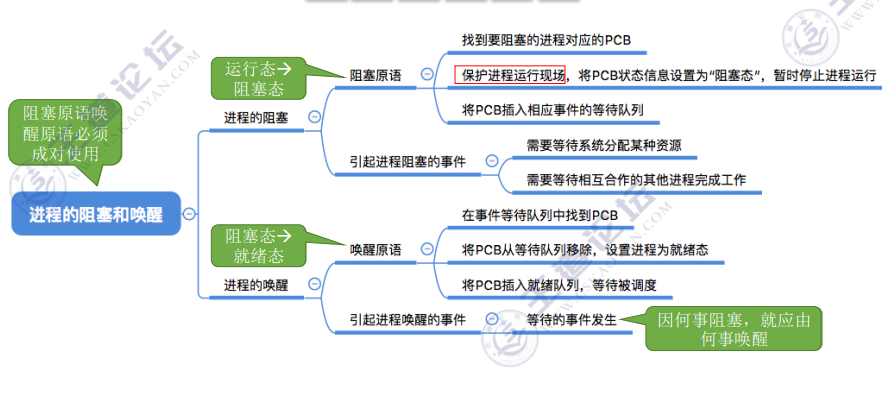 找到要阻塞的进程对应的PCB
运行态→
阻塞态
阻塞原语
保护进程运行现场，将PCB状态信息设置为“阻塞态”，暂时停止进程运行
将PCB插入相应事件的等待队列
阻塞原语唤
醒原语必须
成对使用
进程的阻塞
引起进程阻塞的事件
需要等待系统分配某种资源
需要等待相互合作的其他进程完成工作
进程的阻塞和唤醒
阻塞态→
就绪态
在事件等待队列中找到PCB
唤醒原语
将PCB从等待队列移除，设置进程为就绪态
进程的唤醒
将PCB插入就绪队列，等待被调度
引起进程唤醒的事件
等待的事件发生
因何事阻塞，就应由
何事唤醒
王道论坛
WWW.CSKAOYAN.COM
王道论坛
WWW.CSKAOYAN.COM